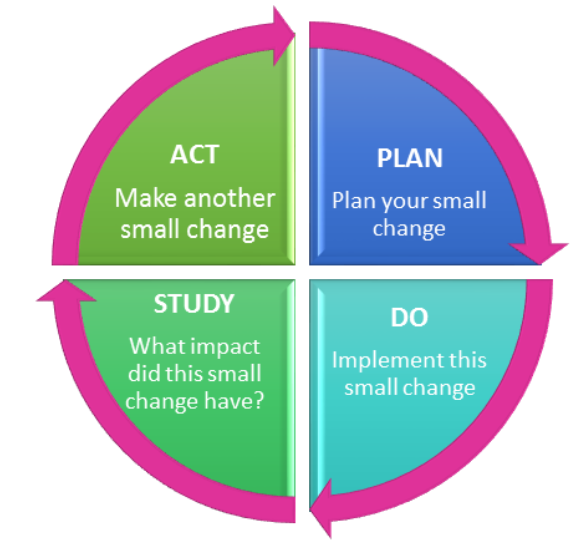 ACT
Make another
small change
PLAN
Plan your small
change
STUDY
What impact
did this small
change have?
DO
Implement this
small change